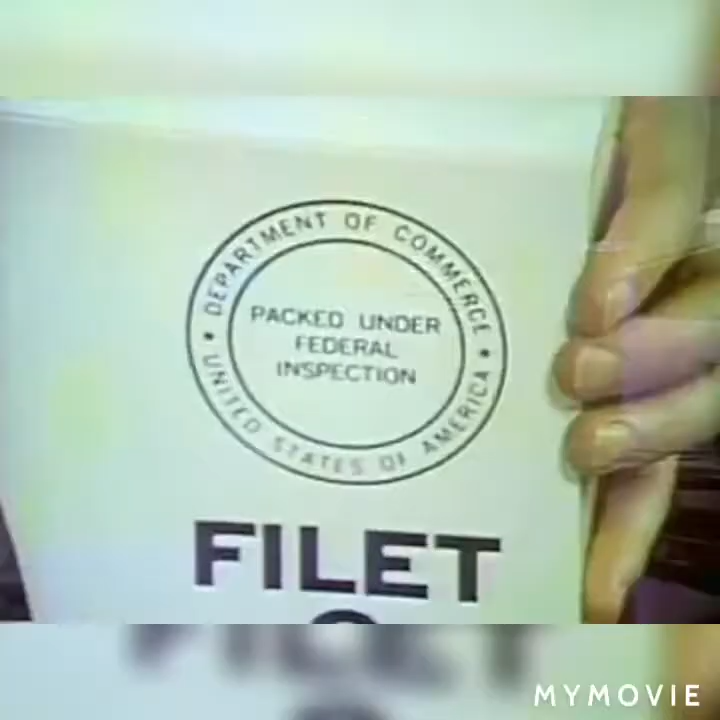 DEPARTMENT OF COMMERCE
PACKED UNDER
FEDERAL
INSPECTION
UNITED STATES OF AMERICA
FILET
MYMOVIE